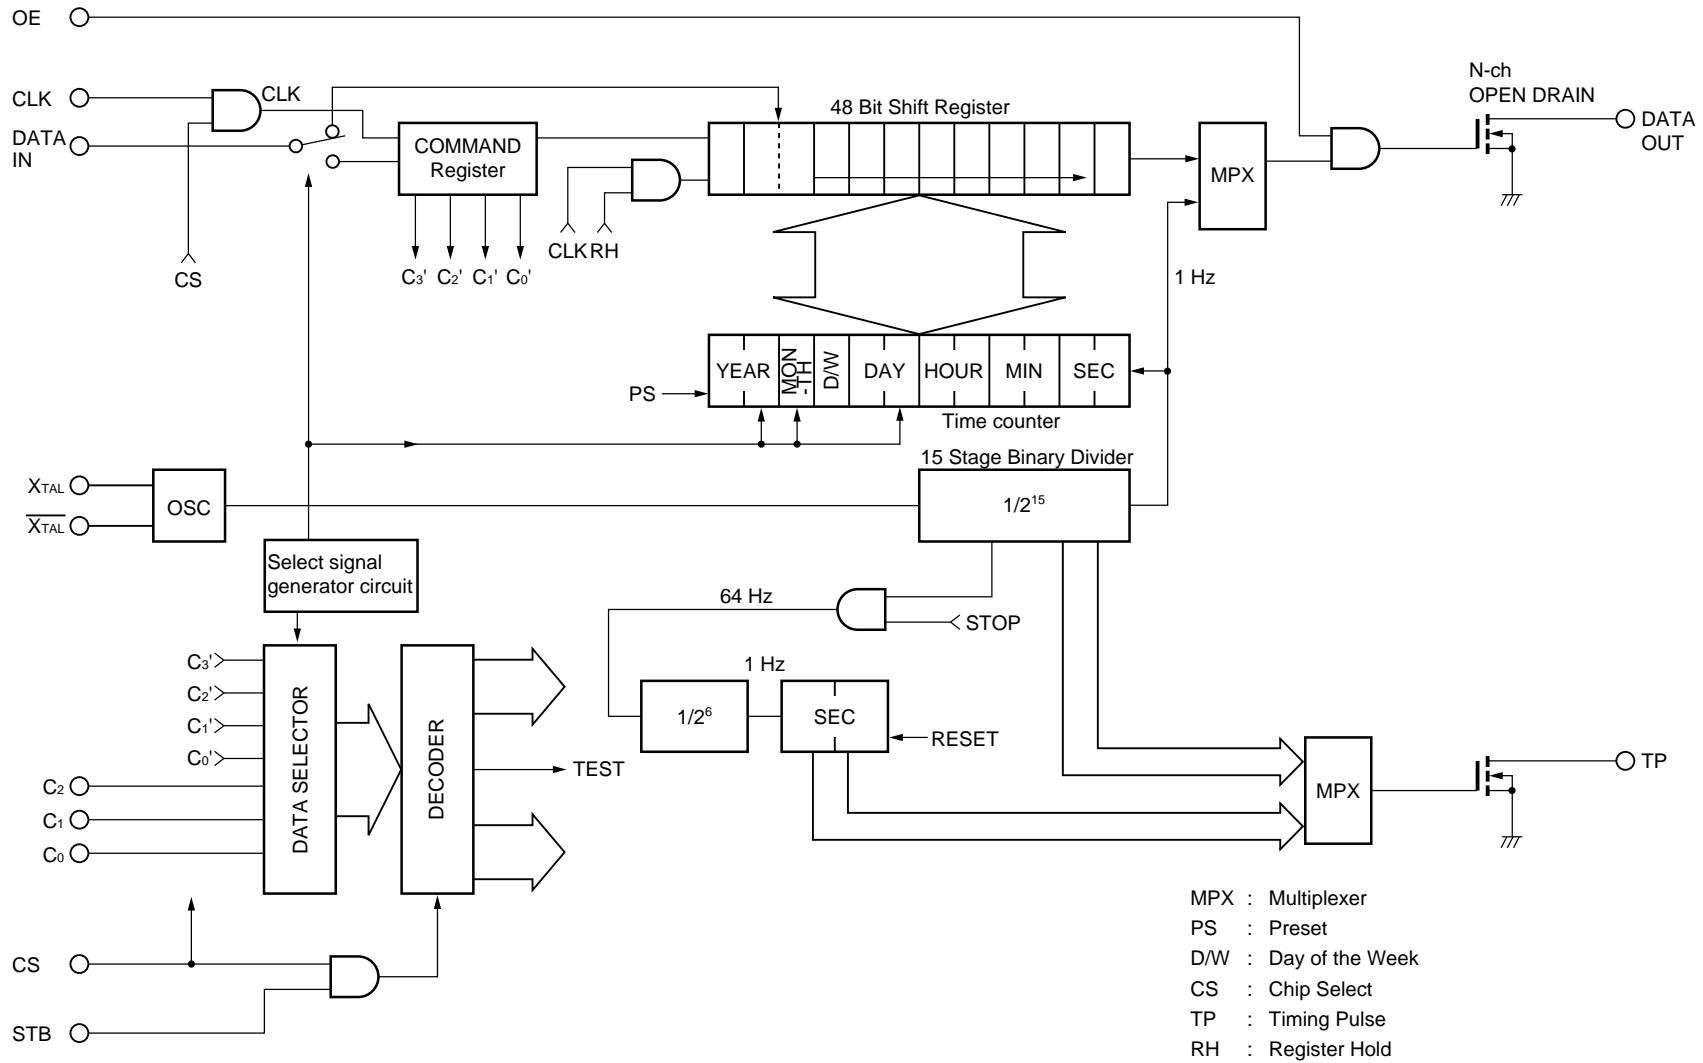 OE
N-ch
OPEN DRAIN
CLK
CLK
48 Bit Shift Register
DATA
OUT
DATA
IN
COMMAND
Register
MPX
CLK
RH
CS
C3'
C2'
C1'
C0'
1 Hz
YEAR
MON
-TH
D/W
DAY
HOUR
MIN
SEC
PS
Time counter
15 Stage Binary Divider
XTAL
XTAL
OSC
1/2¹⁵
Select signal
generator circuit
64 Hz
STOP
C3'
C2'
C1'
C0'
C2
C1
C0
DATA SELECTOR
DECODER
TEST
1 Hz
1/2⁶
SEC
RESET
MPX
TP
CS
STB
MPX : Multiplexer
PS : Preset
D/W : Day of the Week
CS : Chip Select
TP : Timing Pulse
RH : Register Hold